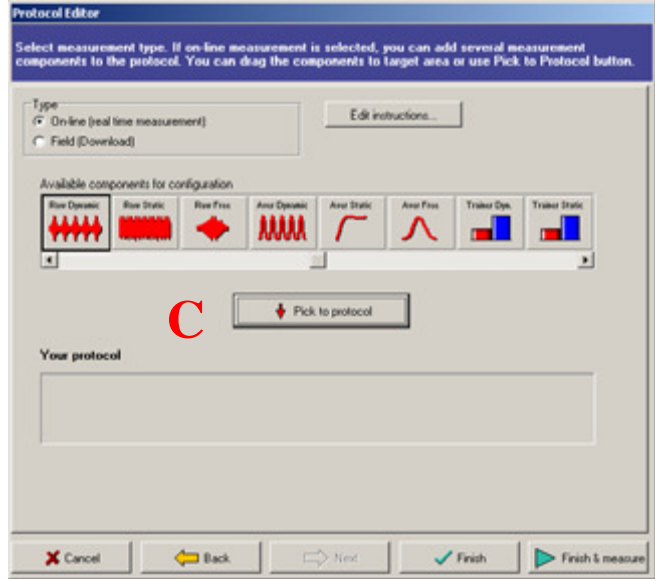 Protocol Editor
Select measurement type. If on-line measurement is selected, you can add several measurement
components to the protocol. You can drag the components to target area or use Pick to Protocol button.
Type
On-line (real time measurement)
Field (Download)
Edit instructions...
Available components for configuration
Raw Dynamic Raw Static Raw Free Aver Dynamic Aver Static Aver Free Trainer Dyn. Trainer Static
C
Pick to protocol
Your protocol
Cancel Back Next Finish Finish & measure